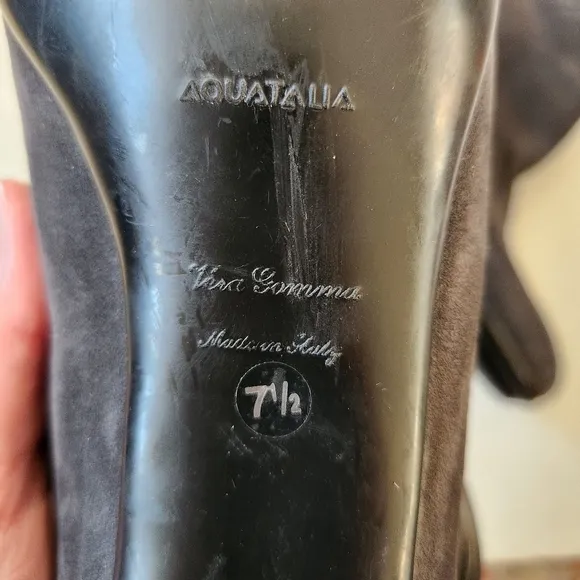 AQUATALIA
Vera Gomma
Made in Italy
7 1/2